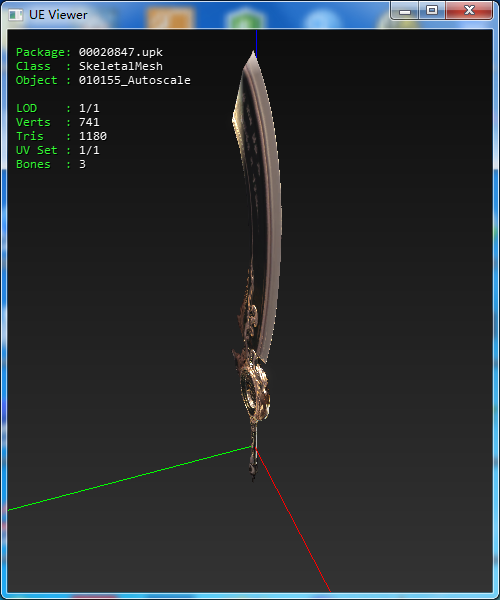 UE Viewer
Package: 00020847.upk
Class  : SkeletalMesh
Object : 010155_Autoscale
LOD    : 1/1
Verts  : 741
Tris   : 1180
UV Set : 1/1
Bones  : 3